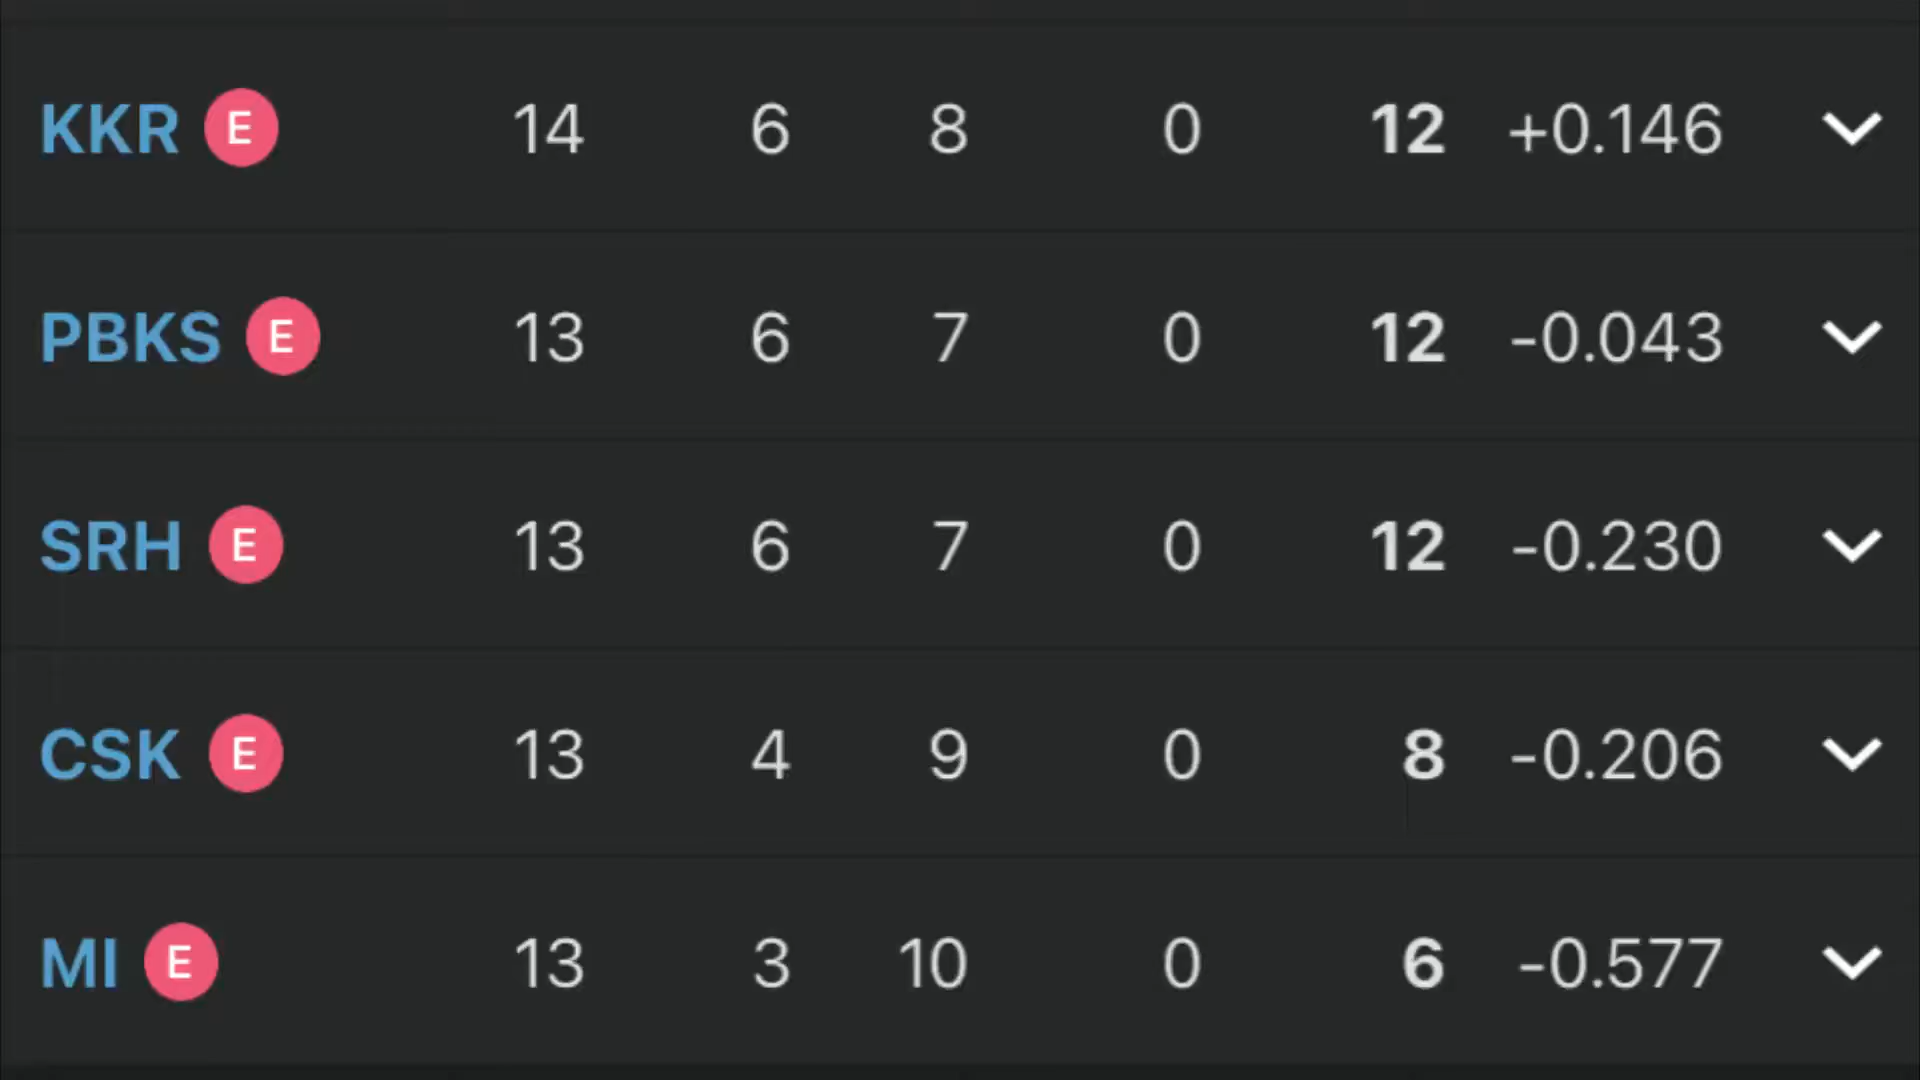 KKR E 14 6 8 0 12 +0.146
PBKS E 13 6 7 0 12 -0.043
SRH E 13 6 7 0 12 -0.230
CSK E 13 4 9 0 8 -0.206
MI E 13 3 10 0 6 -0.577